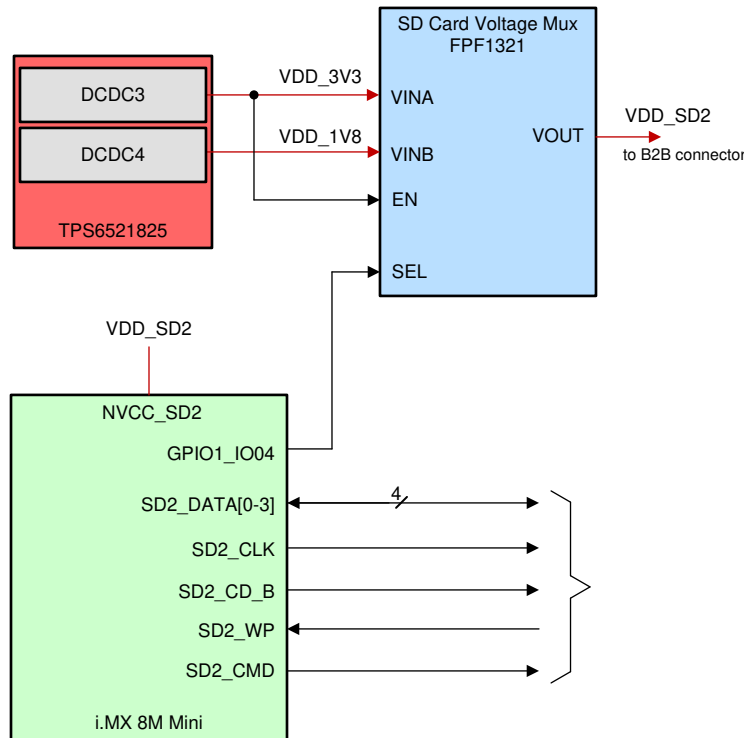 SD Card Voltage Mux
FPF1321
DCDC3
VDD_3V3
VINA
DCDC4
VDD_1V8
VINB
VOUT
VDD_SD2
to B2B connector
EN
TPS6521825
SEL
VDD_SD2
NVCC_SD2
GPIO1_IO04
SD2_DATA[0-3]
4
SD2_CLK
SD2_CD_B
SD2_WP
SD2_CMD
i.MX 8M Mini